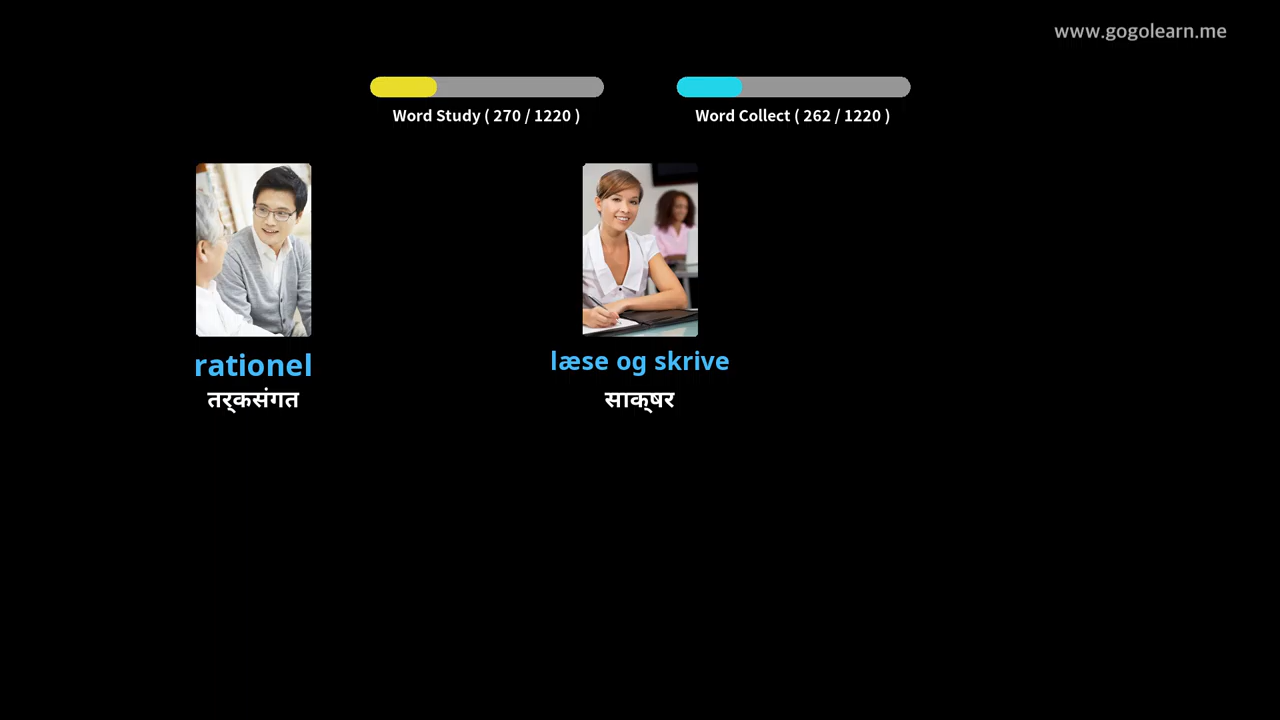 www.gogolearn.me
Word Study ( 270 / 1220 )
Word Collect ( 262 / 1220 )
rationel
तर्कसंगत
læse og skrive
साक्षर